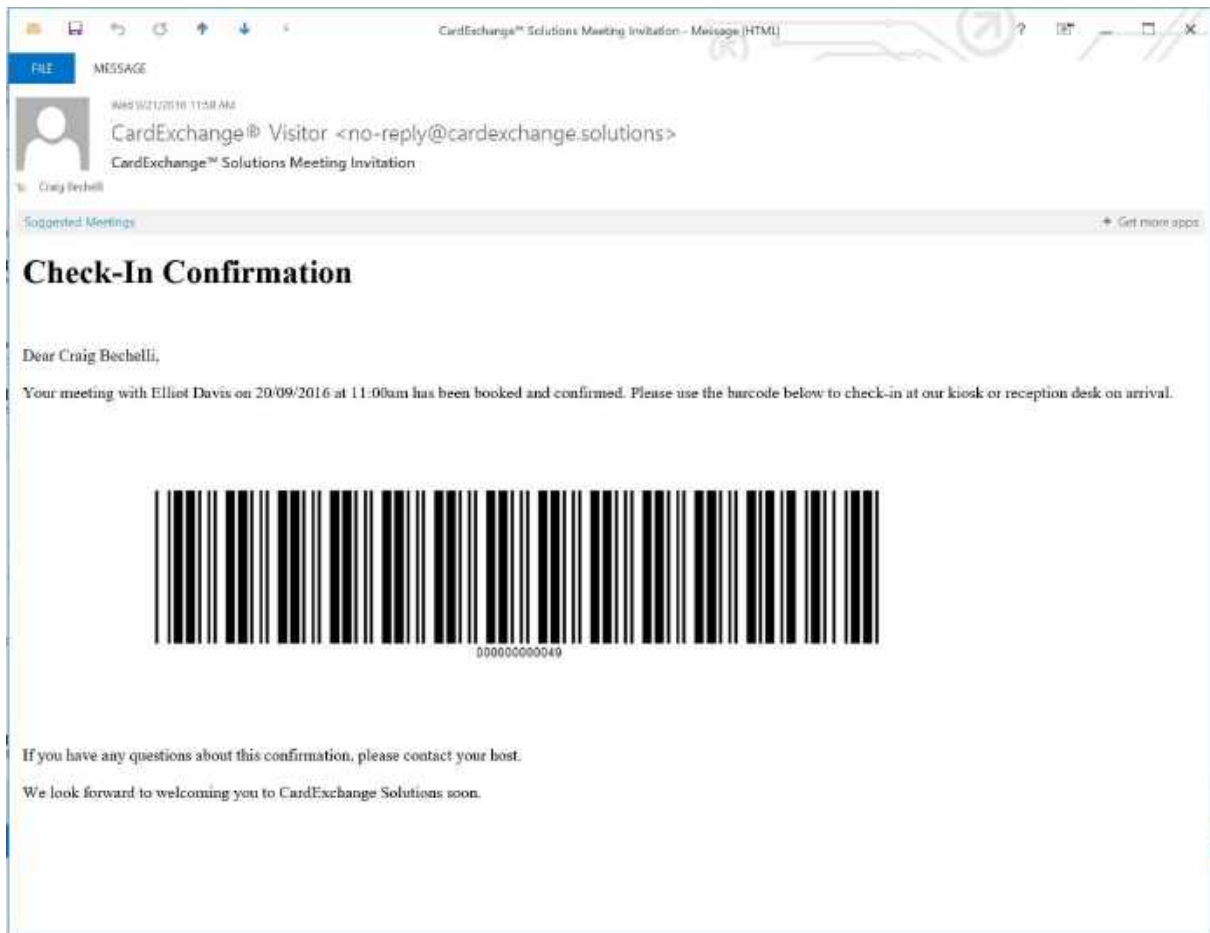 CardExchange™ Solutions Meeting Invitation - Message (HTML)
?
FILE MESSAGE
Wed 9/21/2016 11:58 AM
CardExchange® Visitor <no-reply@cardexchange.solutions>
CardExchange™ Solutions Meeting Invitation
To Craig Bechelli
Suggested Meetings
+ Get more apps
Check-In Confirmation
Dear Craig Bechelli,
Your meeting with Elliot Davis on 20/09/2016 at 11:00am has been booked and confirmed. Please use the barcode below to check-in at our kiosk or reception desk on arrival.
000000000049
If you have any questions about this confirmation, please contact your host.
We look forward to welcoming you to CardExchange Solutions soon.